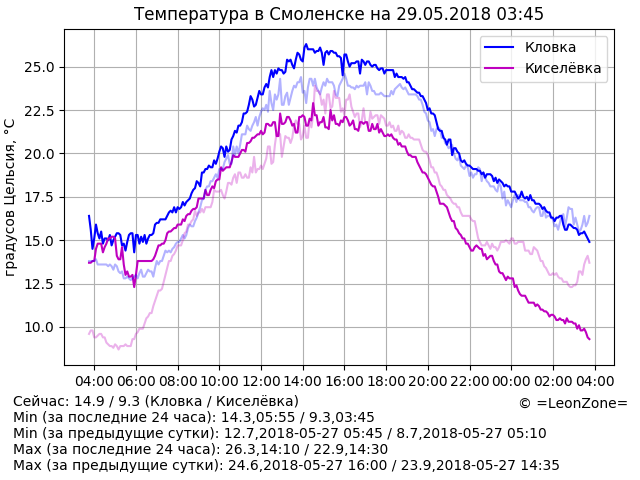 Температура в Смоленске на 29.05.2018 03:45
Кловка
Киселёвка
градусов Цельсия, °C
25.0
22.5
20.0
17.5
15.0
12.5
10.0
04:00 06:00 08:00 10:00 12:00 14:00 16:00 18:00 20:00 22:00 00:00 02:00 04:00
Сейчас: 14.9 / 9.3 (Кловка / Киселёвка)
© =LeonZone=
Min (за последние 24 часа): 14.3,05:55 / 9.3,03:45
Min (за предыдущие сутки): 12.7,2018-05-27 05:45 / 8.7,2018-05-27 05:10
Max (за последние 24 часа): 26.3,14:10 / 22.9,14:30
Max (за предыдущие сутки): 24.6,2018-05-27 16:00 / 23.9,2018-05-27 14:35